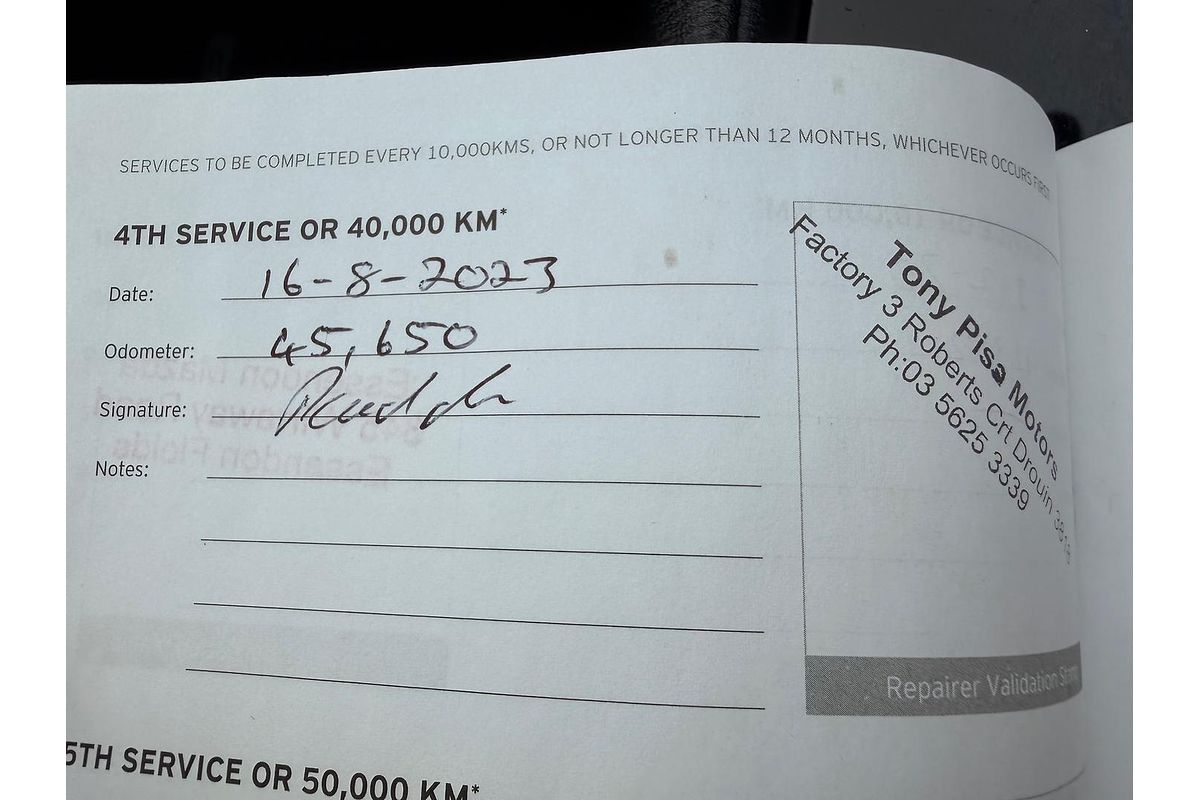 SERVICES TO BE COMPLETED EVERY 10,000KMS, OR NOT LONGER THAN 12 MONTHS, WHICHEVER OCCURS FIRST
4TH SERVICE OR 40,000 KM*
Date: 16-8-2023
Odometer: 45,650
Signature:
Notes:
Tony Pisa Motors
Factory 3 Roberts Crt Drouin 3818
Ph:03 5625 3339
Repairer Validation Stamp
5TH SERVICE OR 50,000 KM*